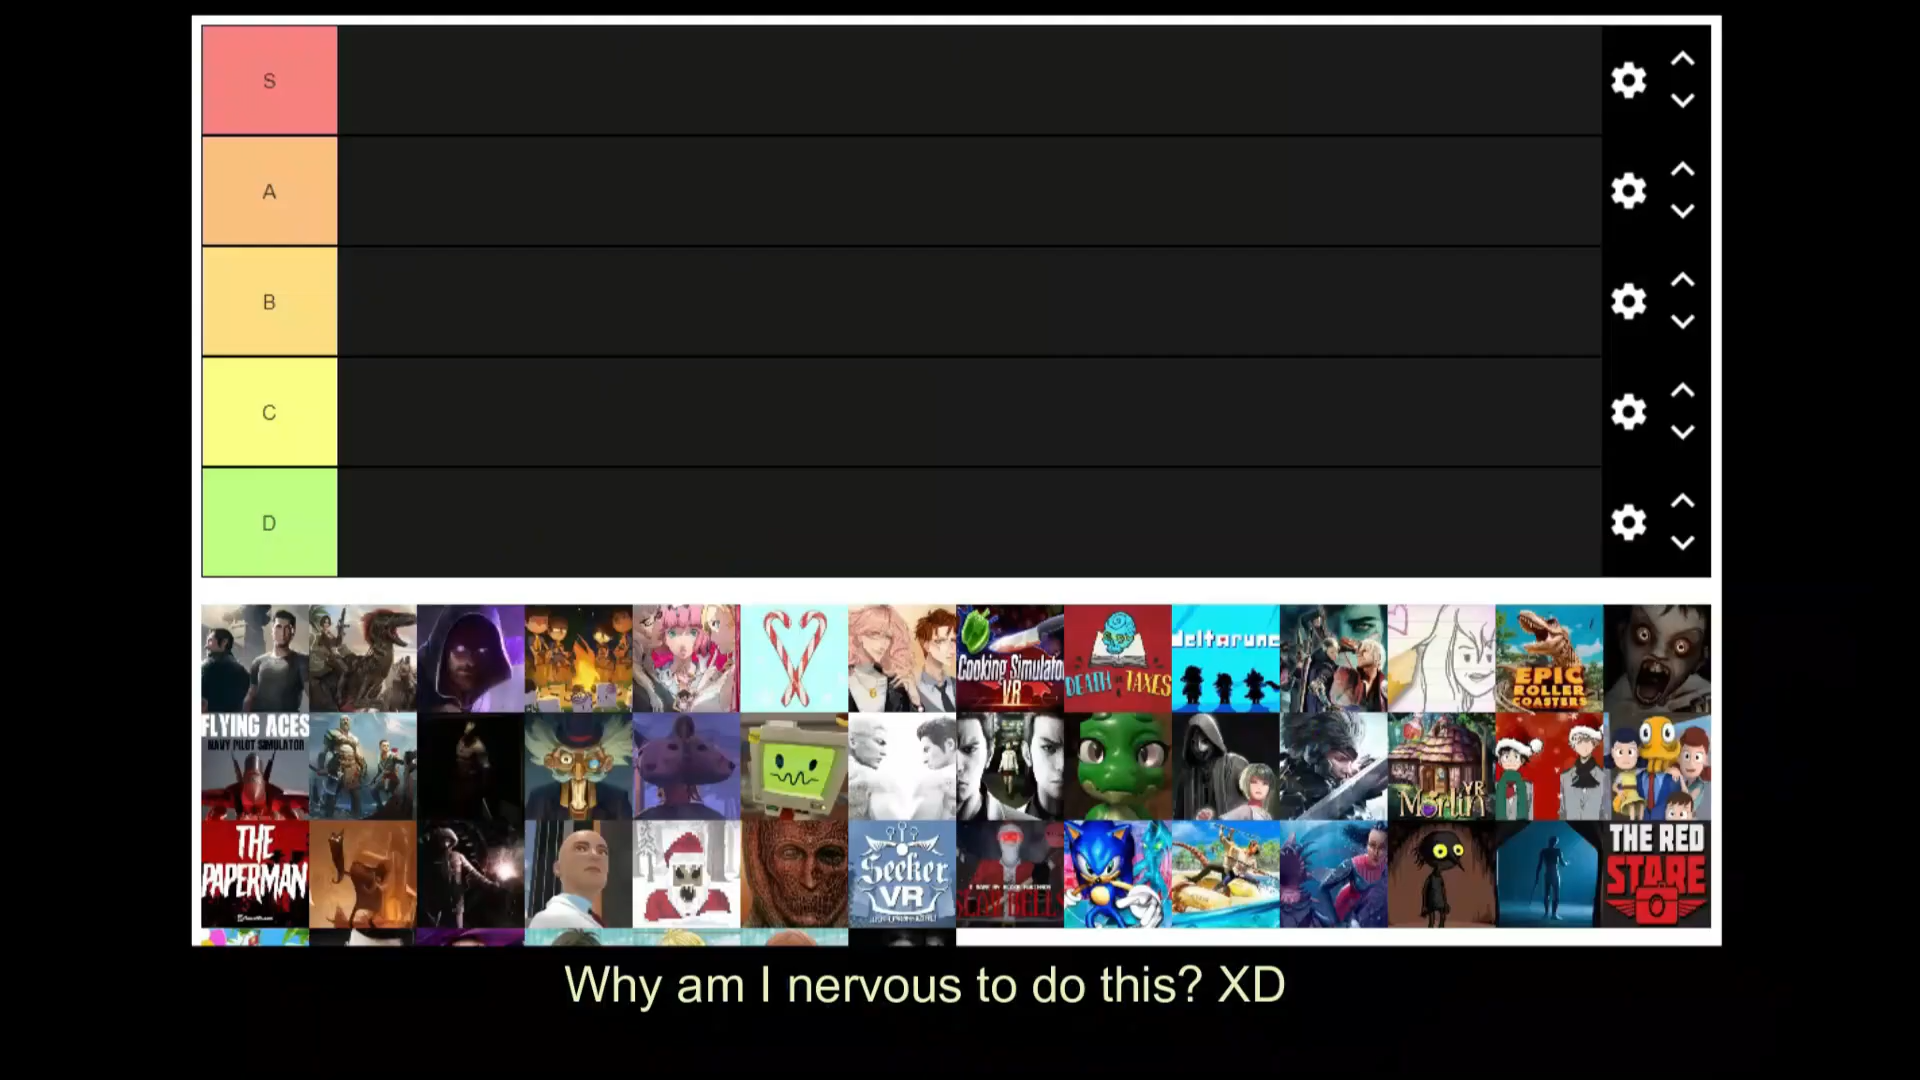 S
A
B
C
D
Cooking Simulator
VR
DEATH AND TAXES
deltarune
EPIC
ROLLER
COASTERS
FLYING ACES
NAVY PILOT SIMULATOR
VR
Merlin
THE
PAPERMAN
Seeker
VR
THE RED
STARE
Why am I nervous to do this? XD